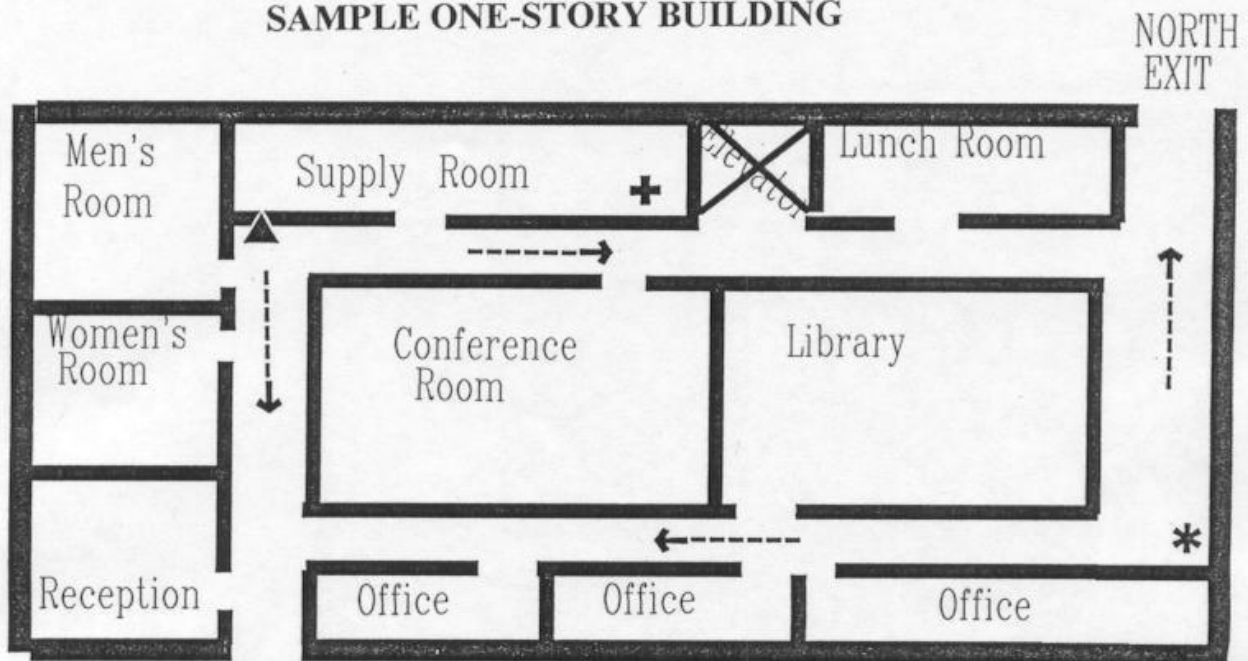 SAMPLE ONE-STORY BUILDING
NORTH
EXIT
Men's
Room
Supply Room
Elevator
Lunch Room
Women's
Room
Conference
Room
Library
Reception
Office
Office
Office